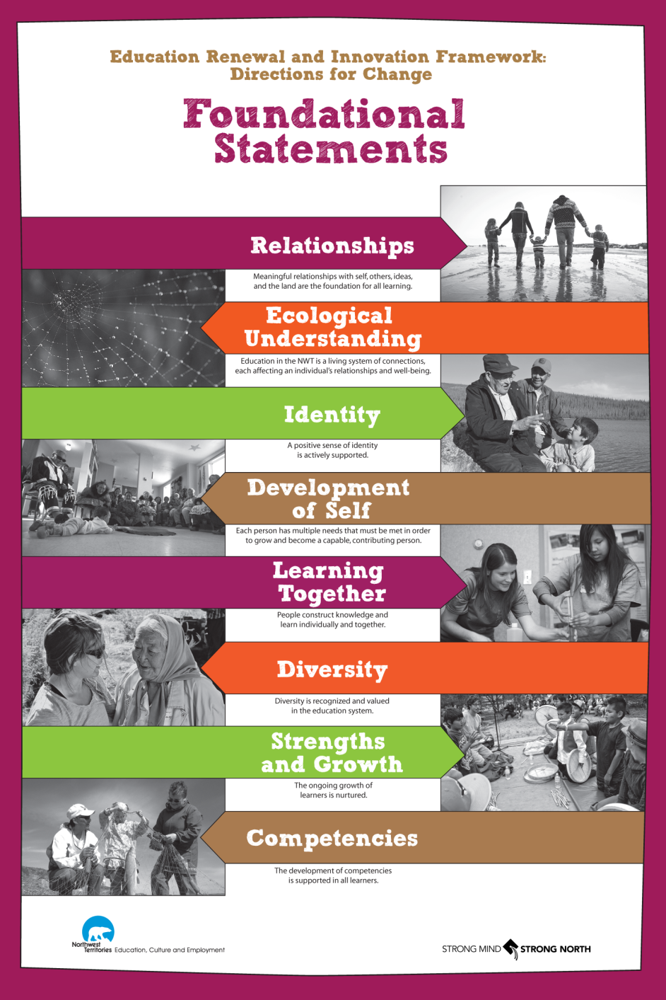 Education Renewal and Innovation Framework:
Directions for Change
Foundational
Statements
Relationships
Meaningful relationships with self, others, ideas,
and the land are the foundation for all learning.
Ecological
Understanding
Education in the NWT is a living system of connections,
each affecting an individual's relationships and well-being.
Identity
A positive sense of identity
is actively supported.
Development
of Self
Each person has multiple needs that must be met in order
to grow and become a capable, contributing person.
Learning
Together
People construct knowledge and
learn individually and together.
Diversity
Diversity is recognized and valued
in the education system.
Strengths
and Growth
The ongoing growth of
learners is nurtured.
Competencies
The development of competencies
is supported in all learners.
Northwest
Territories Education, Culture and Employment
STRONG MIND STRONG NORTH